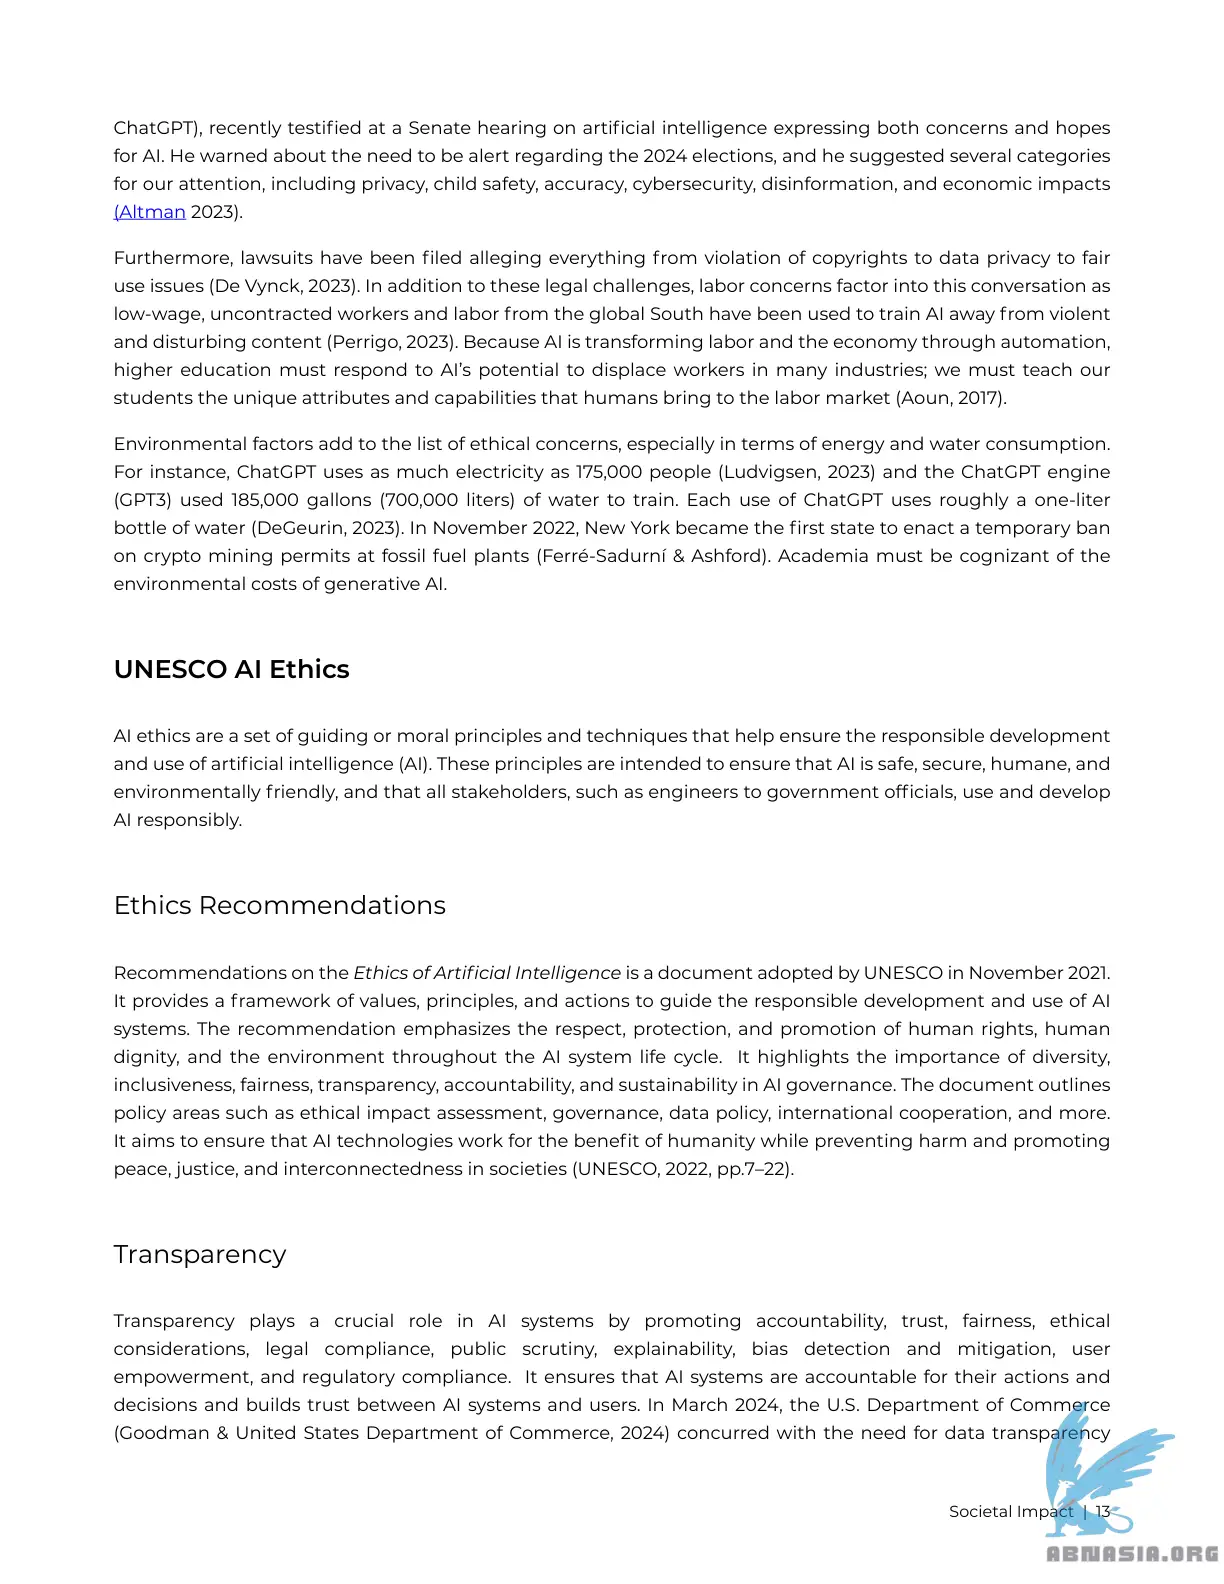 ChatGPT), recently testified at a Senate hearing on artificial intelligence expressing both concerns and hopes
for AI. He warned about the need to be alert regarding the 2024 elections, and he suggested several categories
for our attention, including privacy, child safety, accuracy, cybersecurity, disinformation, and economic impacts
(Altman 2023).
Furthermore, lawsuits have been filed alleging everything from violation of copyrights to data privacy to fair
use issues (De Vynck, 2023). In addition to these legal challenges, labor concerns factor into this conversation as
low-wage, uncontracted workers and labor from the global South have been used to train AI away from violent
and disturbing content (Perrigo, 2023). Because AI is transforming labor and the economy through automation,
higher education must respond to AI’s potential to displace workers in many industries; we must teach our
students the unique attributes and capabilities that humans bring to the labor market (Aoun, 2017).
Environmental factors add to the list of ethical concerns, especially in terms of energy and water consumption.
For instance, ChatGPT uses as much electricity as 175,000 people (Ludvigsen, 2023) and the ChatGPT engine
(GPT3) used 185,000 gallons (700,000 liters) of water to train. Each use of ChatGPT uses roughly a one-liter
bottle of water (DeGeurin, 2023). In November 2022, New York became the first state to enact a temporary ban
on crypto mining permits at fossil fuel plants (Ferré-Sadurní & Ashford). Academia must be cognizant of the
environmental costs of generative AI.
UNESCO AI Ethics
AI ethics are a set of guiding or moral principles and techniques that help ensure the responsible development
and use of artificial intelligence (AI). These principles are intended to ensure that AI is safe, secure, humane, and
environmentally friendly, and that all stakeholders, such as engineers to government officials, use and develop
AI responsibly.
Ethics Recommendations
Recommendations on the Ethics of Artificial Intelligence is a document adopted by UNESCO in November 2021.
It provides a framework of values, principles, and actions to guide the responsible development and use of AI
systems. The recommendation emphasizes the respect, protection, and promotion of human rights, human
dignity, and the environment throughout the AI system life cycle. It highlights the importance of diversity,
inclusiveness, fairness, transparency, accountability, and sustainability in AI governance. The document outlines
policy areas such as ethical impact assessment, governance, data policy, international cooperation, and more.
It aims to ensure that AI technologies work for the benefit of humanity while preventing harm and promoting
peace, justice, and interconnectedness in societies (UNESCO, 2022, pp.7–22).
Transparency
Transparency plays a crucial role in AI systems by promoting accountability, trust, fairness, ethical
considerations, legal compliance, public scrutiny, explainability, bias detection and mitigation, user
empowerment, and regulatory compliance. It ensures that AI systems are accountable for their actions and
decisions and builds trust between AI systems and users. In March 2024, the U.S. Department of Commerce
(Goodman & United States Department of Commerce, 2024) concurred with the need for data transparency
Societal Impact | 13
ABNASIA.ORG